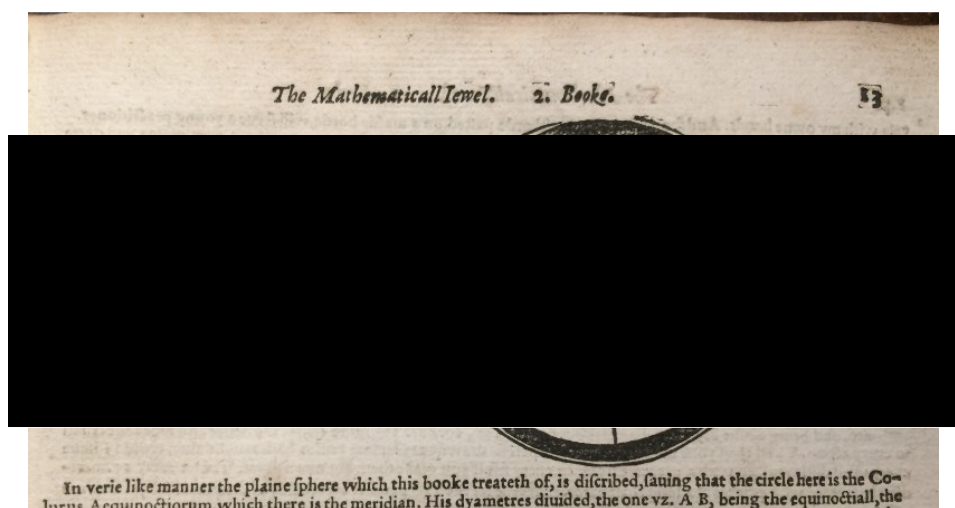 The Mathematicall Iewel. 2. Booke. 13
In verie like manner the plaine ſphere which this booke treateth of, is diſcribed, ſauing that the circle here is the Co-
lurus Aequinoctiorum which there is the meridian. His dyametres diuided, the one vz. A B, being the equinoctiall, the